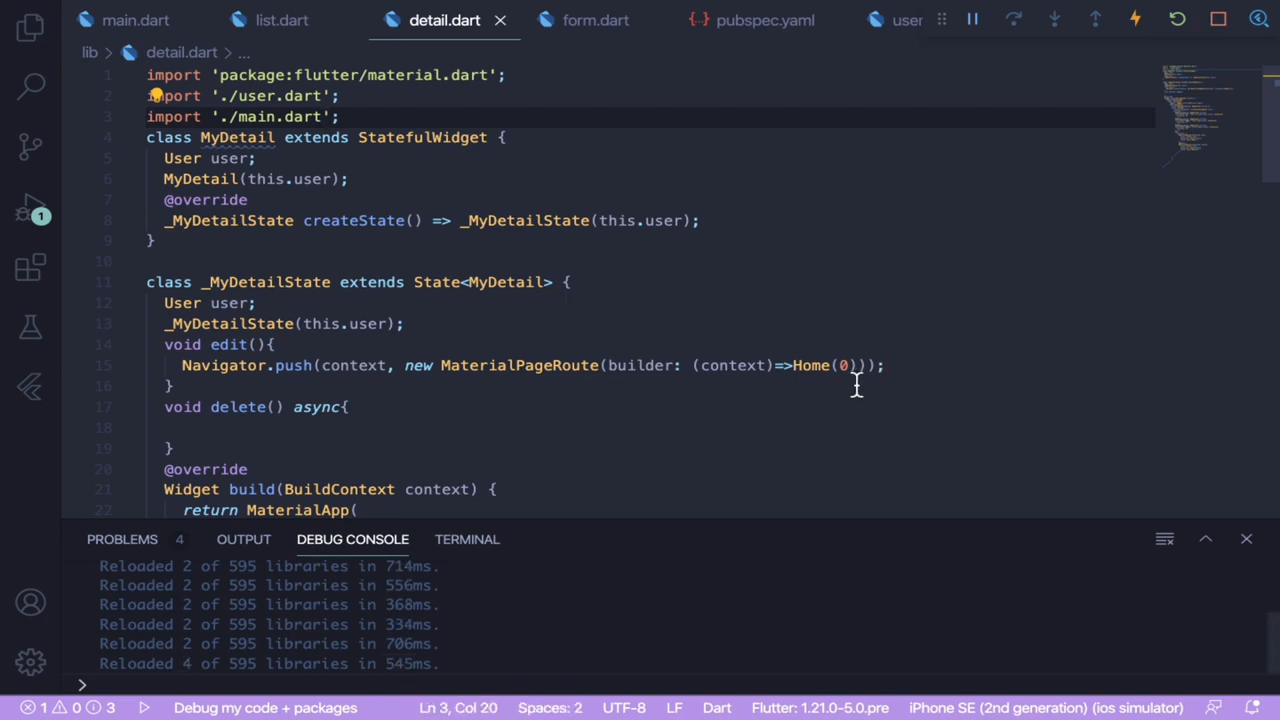 main.dart
list.dart
detail.dart
form.dart
pubspec.yaml
user
lib > detail.dart > ...
1 import 'package:flutter/material.dart';
2 import './user.dart';
3 import './main.dart';
4 class MyDetail extends StatefulWidget {
5 User user;
6 MyDetail(this.user);
7 @override
8 _MyDetailState createState() => _MyDetailState(this.user);
9 }
10
11 class _MyDetailState extends State<MyDetail> {
12 User user;
13 _MyDetailState(this.user);
14 void edit(){
15 Navigator.push(context, new MaterialPageRoute(builder: (context)=>Home(0)));
16 }
17 void delete() async{
18
19 }
20 @override
21 Widget build(BuildContext context) {
22 return MaterialApp(
1
PROBLEMS 4 OUTPUT DEBUG CONSOLE TERMINAL
Reloaded 2 of 595 libraries in 714ms.
Reloaded 2 of 595 libraries in 556ms.
Reloaded 2 of 595 libraries in 368ms.
Reloaded 2 of 595 libraries in 334ms.
Reloaded 2 of 595 libraries in 706ms.
Reloaded 4 of 595 libraries in 545ms.
>
1 0 3 Debug my code + packages Ln 3, Col 20 Spaces: 2 UTF-8 LF Dart Flutter: 1.21.0-5.0.pre iPhone SE (2nd generation) (ios simulator)